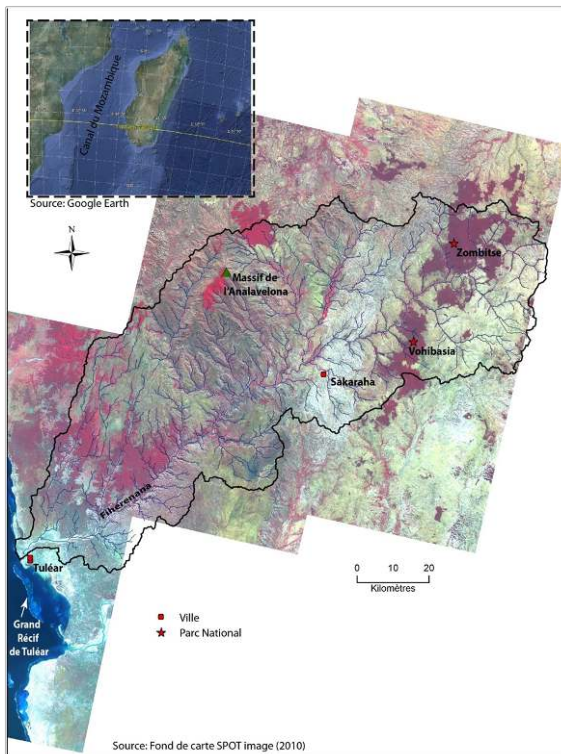 Canal du Mozambique
Source: Google Earth
N
Zombitse
Massif de
l'Analavelona
Vohibasia
Sakaraha
Fiherenana
Tuléar
0 10 20
Kilomètres
Grand
Récif
de Tuléar
Ville
Parc National
Source: Fond de carte SPOT image (2010)